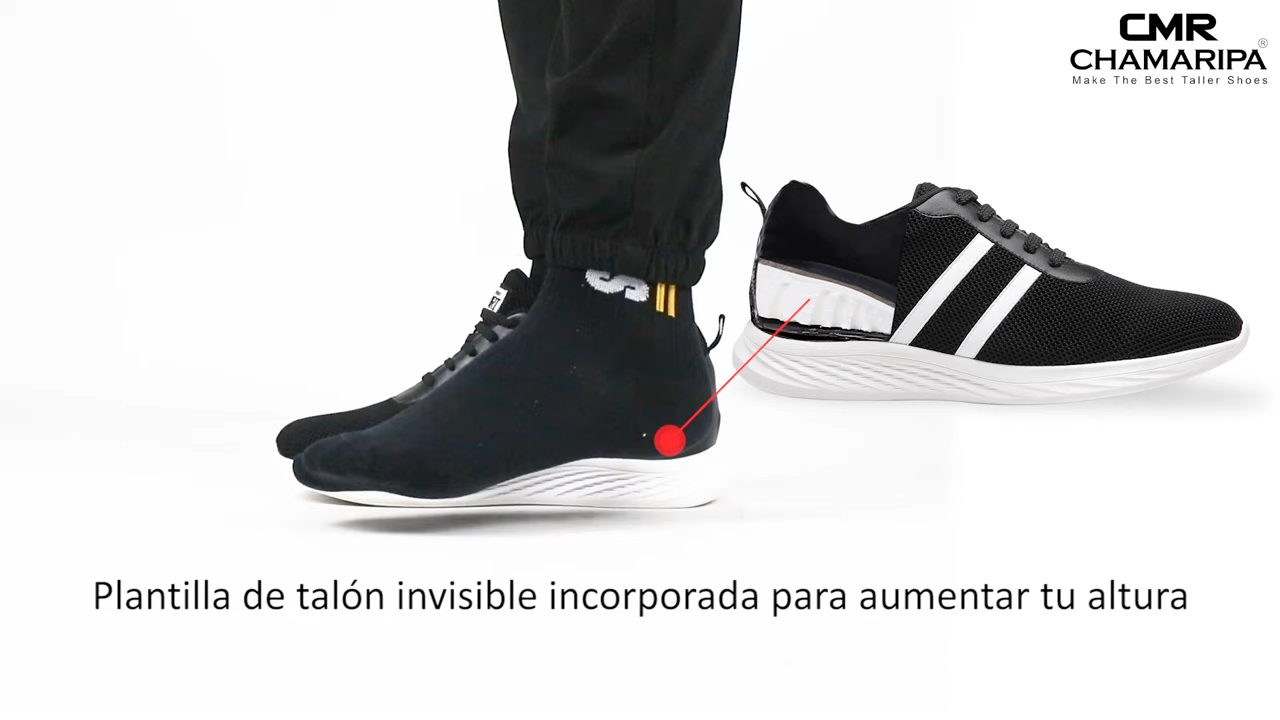 CMR
CHAMARIPA®
Make The Best Taller Shoes
S
Plantilla de talón invisible incorporada para aumentar tu altura